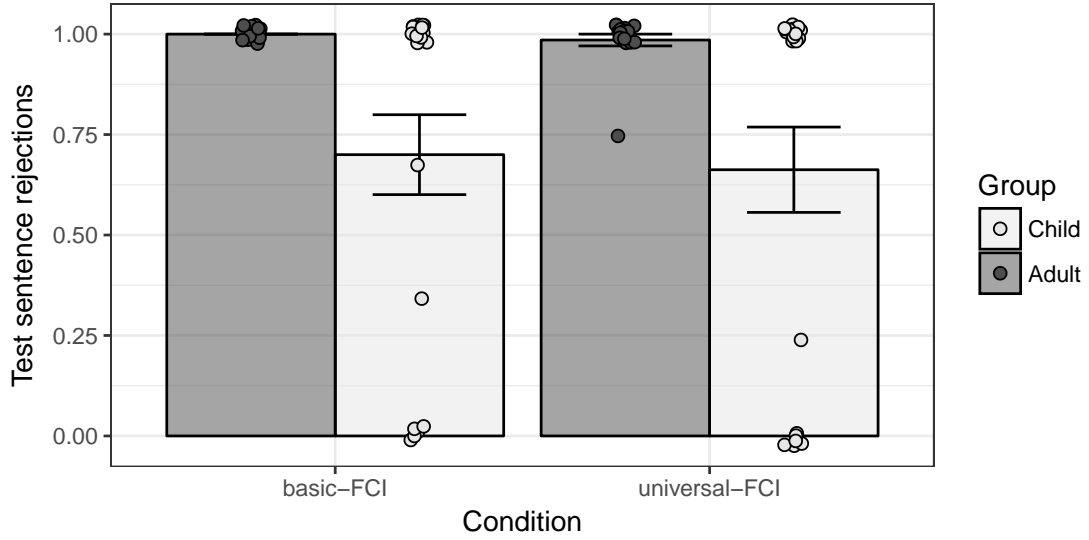 1.00
0.75
0.50
0.25
0.00
Test sentence rejections
basic−FCI
universal−FCI
Condition
Group
Child
Adult